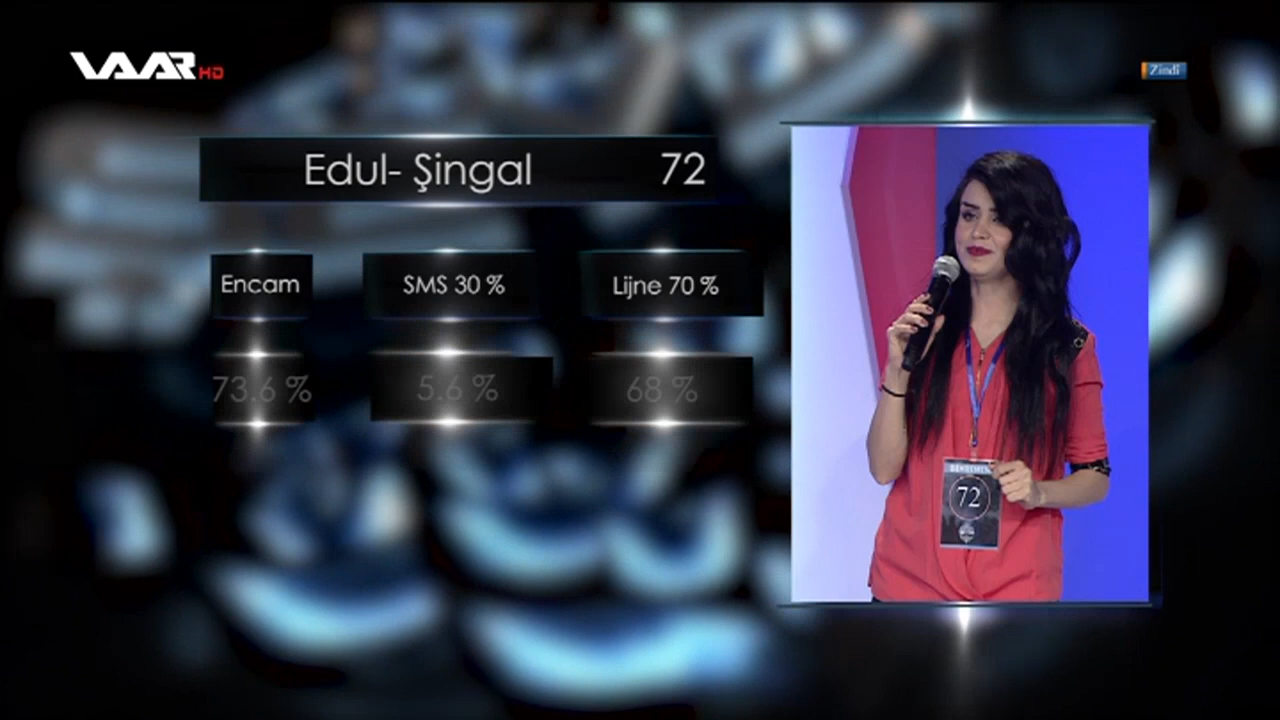 VAAR HD
Zindî
Edul- Şingal 72
Encam SMS 30 % Lijne 70 %
73.6 % 5.6 % 68 %
72